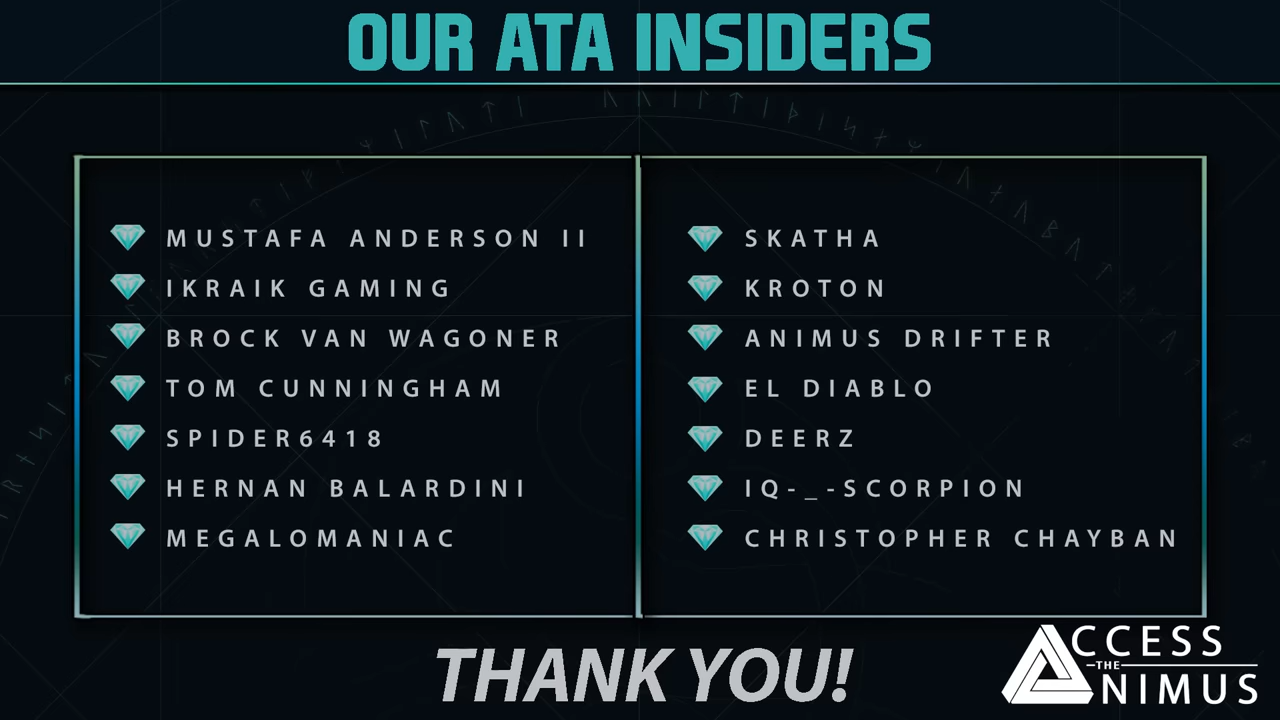 OUR ATA INSIDERS
MUSTAFA ANDERSON II
IKRAIK GAMING
BROCK VAN WAGONER
TOM CUNNINGHAM
SPIDER6418
HERNAN BALARDINI
MEGALOMANIAC
SKATHA
KROTON
ANIMUS DRIFTER
EL DIABLO
DEERZ
IQ-_-SCORPION
CHRISTOPHER CHAYBAN
THANK YOU!
ACCESS
THE
ANIMUS